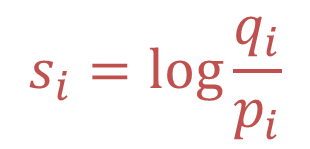 s_i = log q_i / p_i